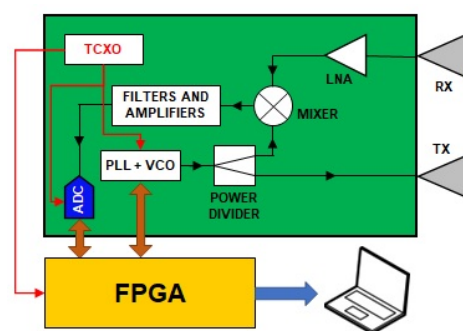 TCXO
LNA
RX
FILTERS AND
AMPLIFIERS
MIXER
TX
PLL + VCO
POWER
DIVIDER
ADC
FPGA